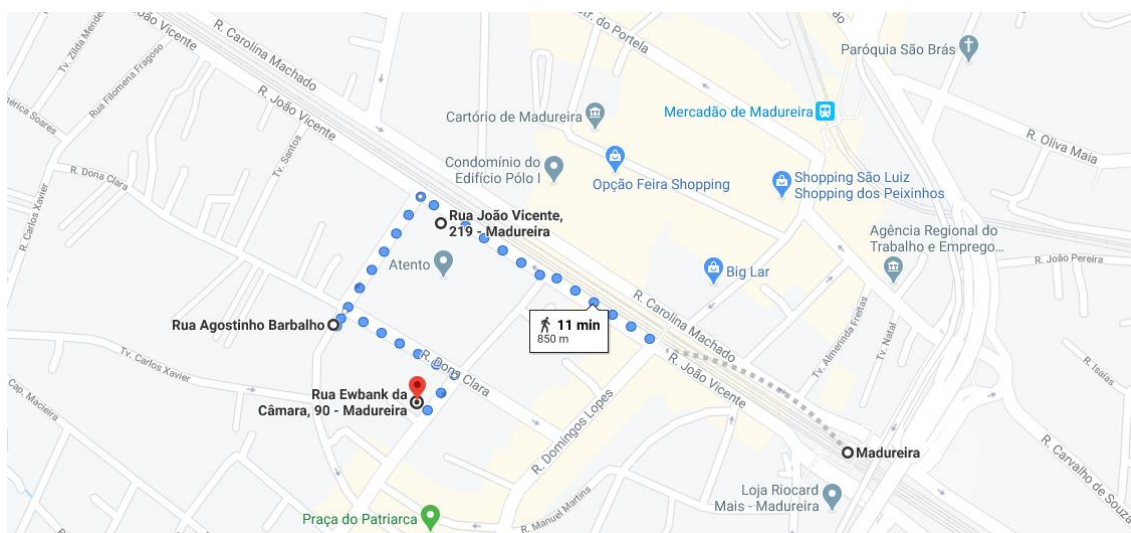 Tv. Zilda Mendes
Vicente
Rua Filomena Fragoso
R. Carolina Machado
R. João Vicente
Tv. Santos
R. Dona Clara
R. Carlos Xavier
do Portela
Paróquia São Brás
Cartório de Madureira
Mercadão de Madureira
R. Oliva Maia
Condomínio do
Edifício Pólo I
Opção Feira Shopping
Shopping São Luiz
Shopping dos Peixinhos
Rua João Vicente,
219 - Madureira
Atento
Agência Regional do
Trabalho e Emprego...
R. João Pereira
Big Lar
R. Carolina Machado
Tv. Almerinda Freitas
Tv. Natal
Rua Agostinho Barbalho
11 min
850 m
R. Dona Clara
R. João Vicente
Tv. Carlos Xavier
Cap. Macieira
Rua Ewbank da
Câmara, 90 - Madureira
R. Domingos Lopes
R. Isaías
Madureira
R. Carvalho de Souza
Loja Riocard
Mais - Madureira
R. Manuel Martins
Praça do Patriarca